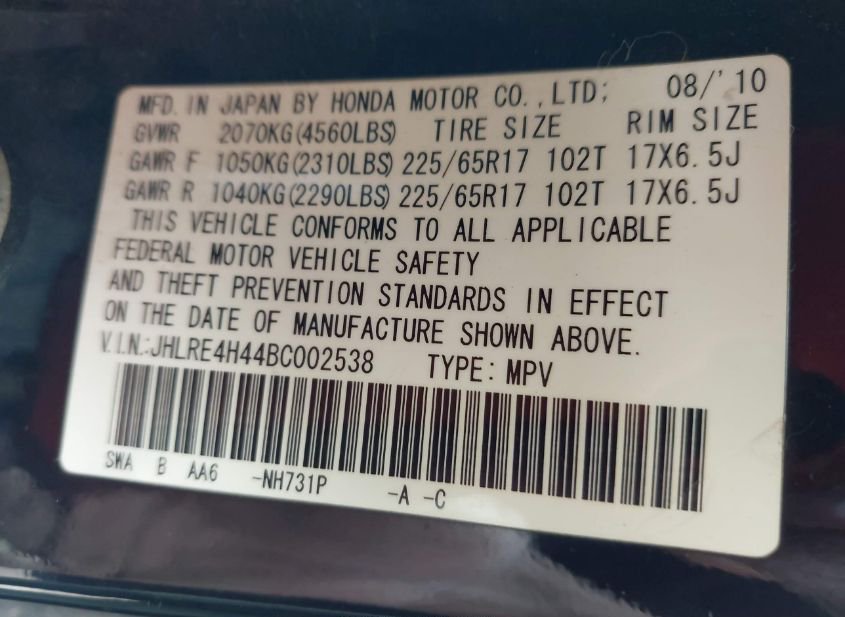 MFD. IN JAPAN BY HONDA MOTOR CO.,LTD; 08/'10
GVWR 2070KG(4560LBS) TIRE SIZE RIM SIZE
GAWR F 1050KG(2310LBS) 225/65R17 102T 17X6.5J
GAWR R 1040KG(2290LBS) 225/65R17 102T 17X6.5J
THIS VEHICLE CONFORMS TO ALL APPLICABLE
FEDERAL MOTOR VEHICLE SAFETY
AND THEFT PREVENTION STANDARDS IN EFFECT
ON THE DATE OF MANUFACTURE SHOWN ABOVE.
V.I.N.:JHLRE4H44BC002538 TYPE: MPV
SWA B AA6 -NH731P -A -C